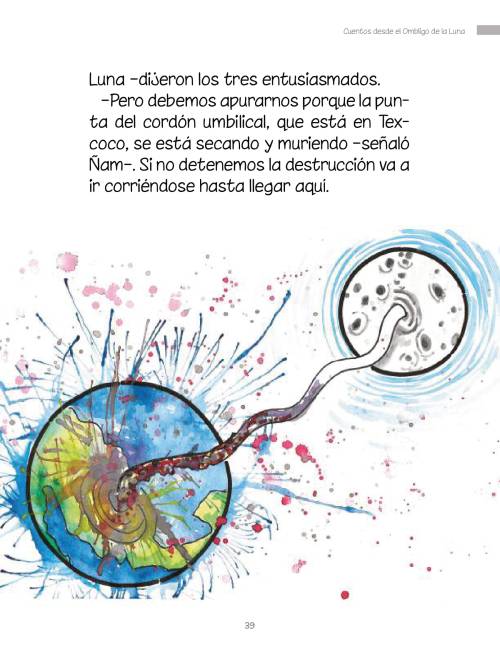 Cuentos desde el Ombligo de la Luna
Luna –dijeron los tres entusiasmados.
–Pero debemos apurarnos porque la pun-
ta del cordón umbilical, que está en Tex-
coco, se está secando y muriendo –señaló
Ñam–. Si no detenemos la destrucción va a
ir corriéndose hasta llegar aquí.
39